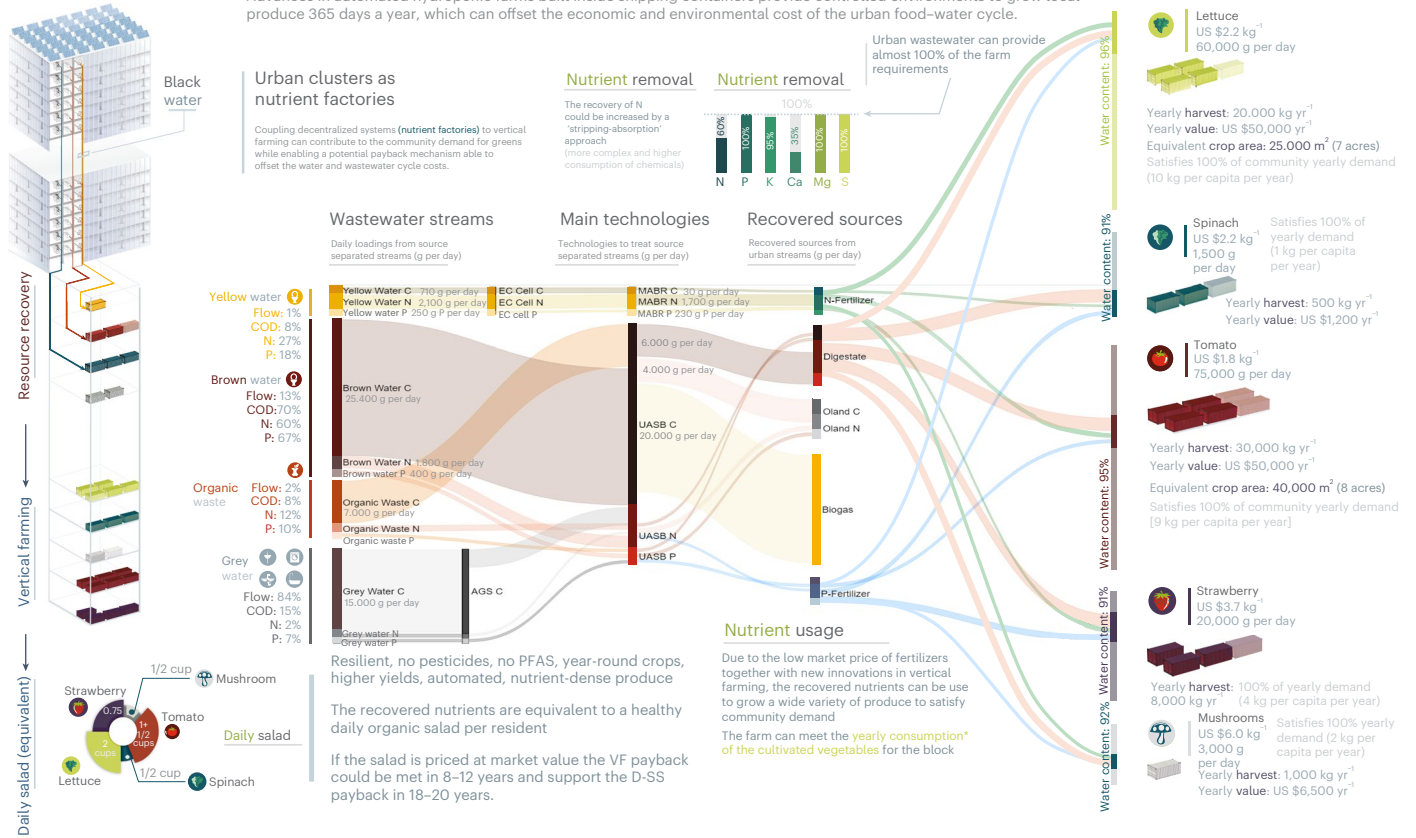 produce 365 days a year, which can offset the economic and environmental cost of the urban food–water cycle.
Black
water
Urban clusters as
nutrient factories
Coupling decentralized systems (nutrient factories) to vertical
farming can contribute to the community demand for greens
while enabling a potential payback mechanism able to
offset the water and wastewater cycle costs.
Nutrient removal
The recovery of N
could be increased by a
‘stripping-absorption’
approach
(more complex and higher
consumption of chemicals)
Nutrient removal
100%
60%
100%
95%
35%
100%
100%
N P K Ca Mg S
Urban wastewater can provide
almost 100% of the farm
requirements
Wastewater streams
Daily loadings from source
separated streams (g per day)
Main technologies
Technologies to treat source
separated streams (g per day)
Recovered sources
Recovered sources from
urban streams (g per day)
Resource recovery
Vertical farming
Daily salad (equivalent)
Yellow water
Flow: 1%
COD: 8%
N: 27%
P: 18%
Brown water
Flow: 13%
COD:70%
N: 60%
P: 67%
Organic
waste
Flow: 2%
COD: 8%
N: 12%
P: 10%
Grey
water
Flow: 84%
COD: 15%
N: 2%
P: 7%
Yellow Water C 710 g per day
Yellow Water N 2,100 g per day
Yellow water P 250 g P per day
EC Cell C
EC Cell N
EC cell P
MABR C 30 g per day
MABR N 1,700 g per day
MABR P 230 g P per day
N-Fertilizer
Brown Water C
25.400 g per day
Brown Water N 1.800 g per day
Brown water P 400 g per day
Organic Waste C
7.000 g per day
Organic Waste N
Organic waste P
Grey Water C
15.000 g per day
Grey water N
Grey water P
AGS C
6.000 g per day
4.000 g per day
UASB C
20.000 g per day
UASB N
UASB P
Digestate
Oland C
Oland N
Biogas
P-Fertilizer
Resilient, no pesticides, no PFAS, year-round crops,
higher yields, automated, nutrient-dense produce
The recovered nutrients are equivalent to a healthy
daily organic salad per resident
If the salad is priced at market value the VF payback
could be met in 8–12 years and support the D-SS
payback in 18–20 years.
Nutrient usage
Due to the low market price of fertilizers
together with new innovations in vertical
farming, the recovered nutrients can be use
to grow a wide variety of produce to satisfy
community demand
The farm can meet the yearly consumption*
of the cultivated vegetables for the block
1/2 cup
Mushroom
Strawberry
0.75
Tomato
1+
1/2
cups
2
cups
Lettuce
1/2 cup
Spinach
Daily salad
Water content: 96%
Lettuce
US $2.2 kg⁻¹
60,000 g per day
Yearly harvest: 20.000 kg yr⁻¹
Yearly value: US $50,000 yr⁻¹
Equivalent crop area: 25.000 m² (7 acres)
Satisfies 100% of community yearly demand
(10 kg per capita per year)
Water content: 91%
Spinach
US $2.2 kg⁻¹
1,500 g
per day
Satisfies 100% of
yearly demand
(1 kg per capita
per year)
Yearly harvest: 500 kg yr⁻¹
Yearly value: US $1,200 yr⁻¹
Water content: 95%
Tomato
US $1.8 kg⁻¹
75,000 g per day
Yearly harvest: 30,000 kg yr⁻¹
Yearly value: US $50,000 yr⁻¹
Equivalent crop area: 40,000 m² (8 acres)
Satisfies 100% of community yearly demand
[9 kg per capita per year]
Water content: 91%
Strawberry
US $3.7 kg⁻¹
20,000 g per day
Yearly harvest: 100% of yearly demand
8,000 kg yr⁻¹ (4 kg per capita per year)
Water content: 92%
Mushrooms
US $6.0 kg⁻¹
3,000 g
per day
Satisfies 100% yearly
demand (2 kg per
capita per year)
Yearly harvest: 1,000 kg yr⁻¹
Yearly value: US $6,500 yr⁻¹